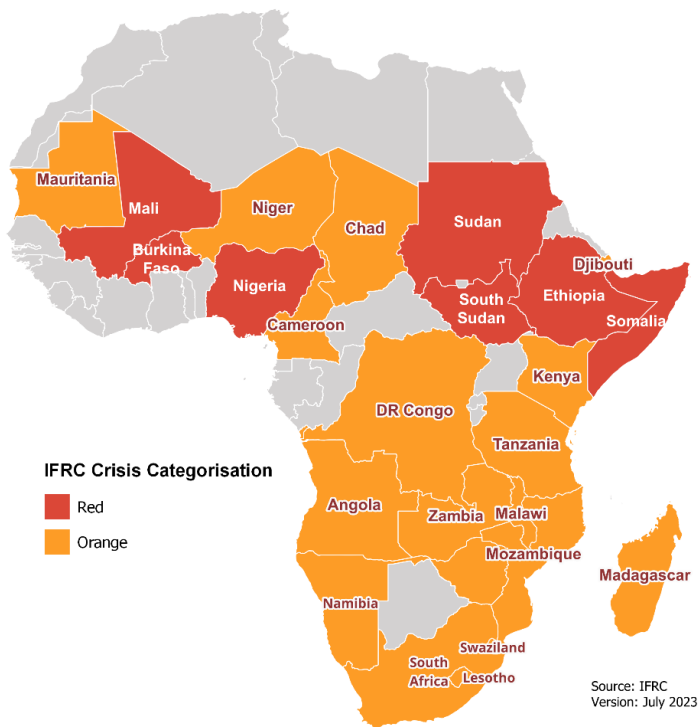 Mauritania
Mali
Niger
Chad
Sudan
Burkina
Faso
Nigeria
Djibouti
South
Sudan
Ethiopia
Somalia
Cameroon
Kenya
DR Congo
Tanzania
IFRC Crisis Categorisation
Red
Orange
Angola
Zambia
Malawi
Mozambique
Madagascar
Namibia
Swaziland
South
Africa
Lesotho
Source: IFRC
Version: July 2023